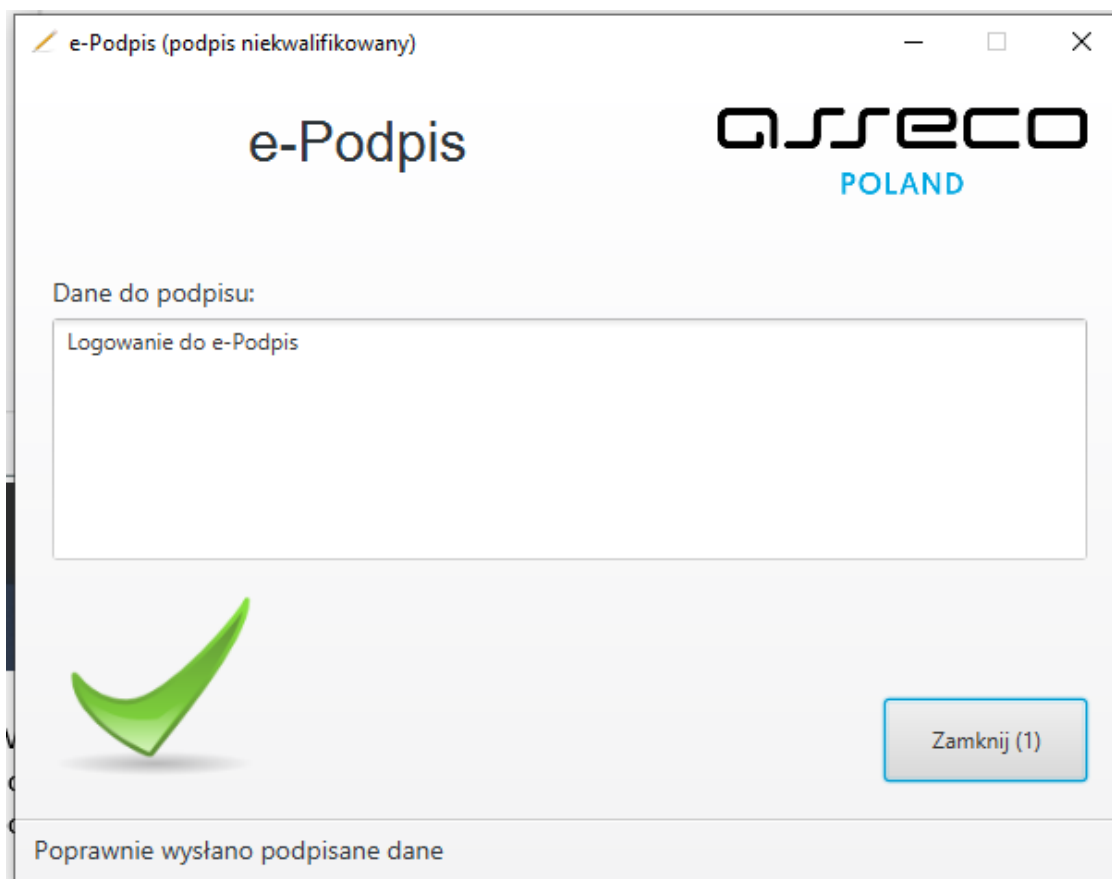 e-Podpis (podpis niekwalifikowany)
e-Podpis
asseco
POLAND
Dane do podpisu:
Logowanie do e-Podpis
Zamknij (1)
Poprawnie wysłano podpisane dane